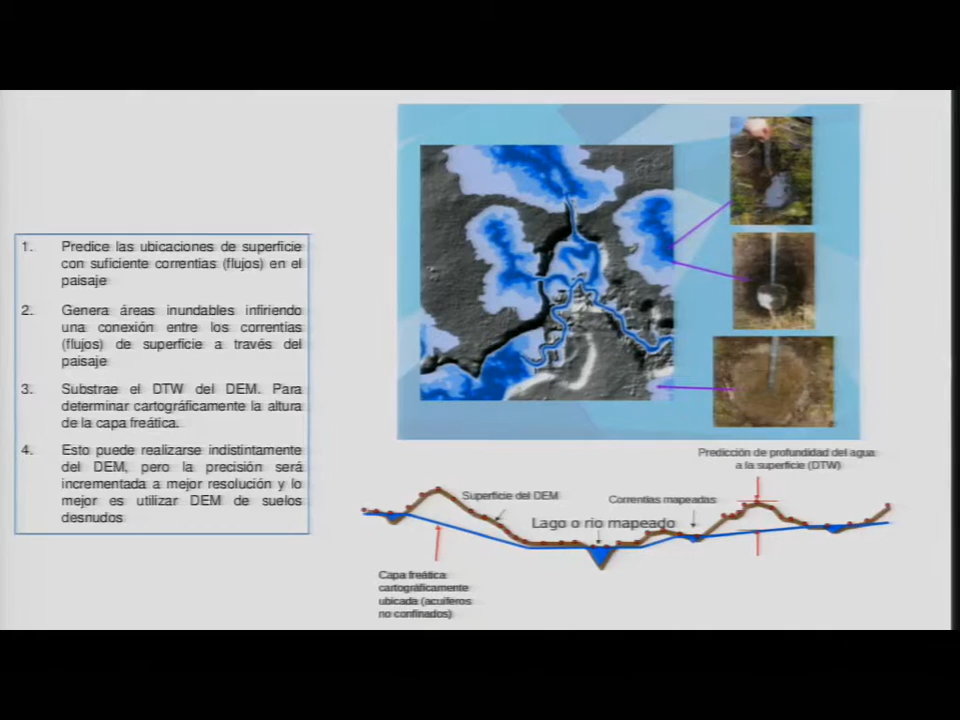 1. Predice las ubicaciones de superficie
con suficiente correntias (flujos) en el
paisaje
2. Genera áreas inundables infiriendo
una conexión entre los correntías
(flujos) de superficie a través del
paisaje
3. Substrae el DTW del DEM. Para
determinar cartográficamente la altura
de la capa freática.
4. Esto puede realizarse indistintamente
del DEM, pero la precisión será
incrementada a mejor resolución y lo
mejor es utilizar DEM de suelos
desnudos
Predicción de profundidad del agua
a la superficie (DTW)
Superficie del DEM
Correntías mapeadas
Lago o rio mapeado
Capa freática
cartográficamente
ubicada (acuíferos
no confinados)